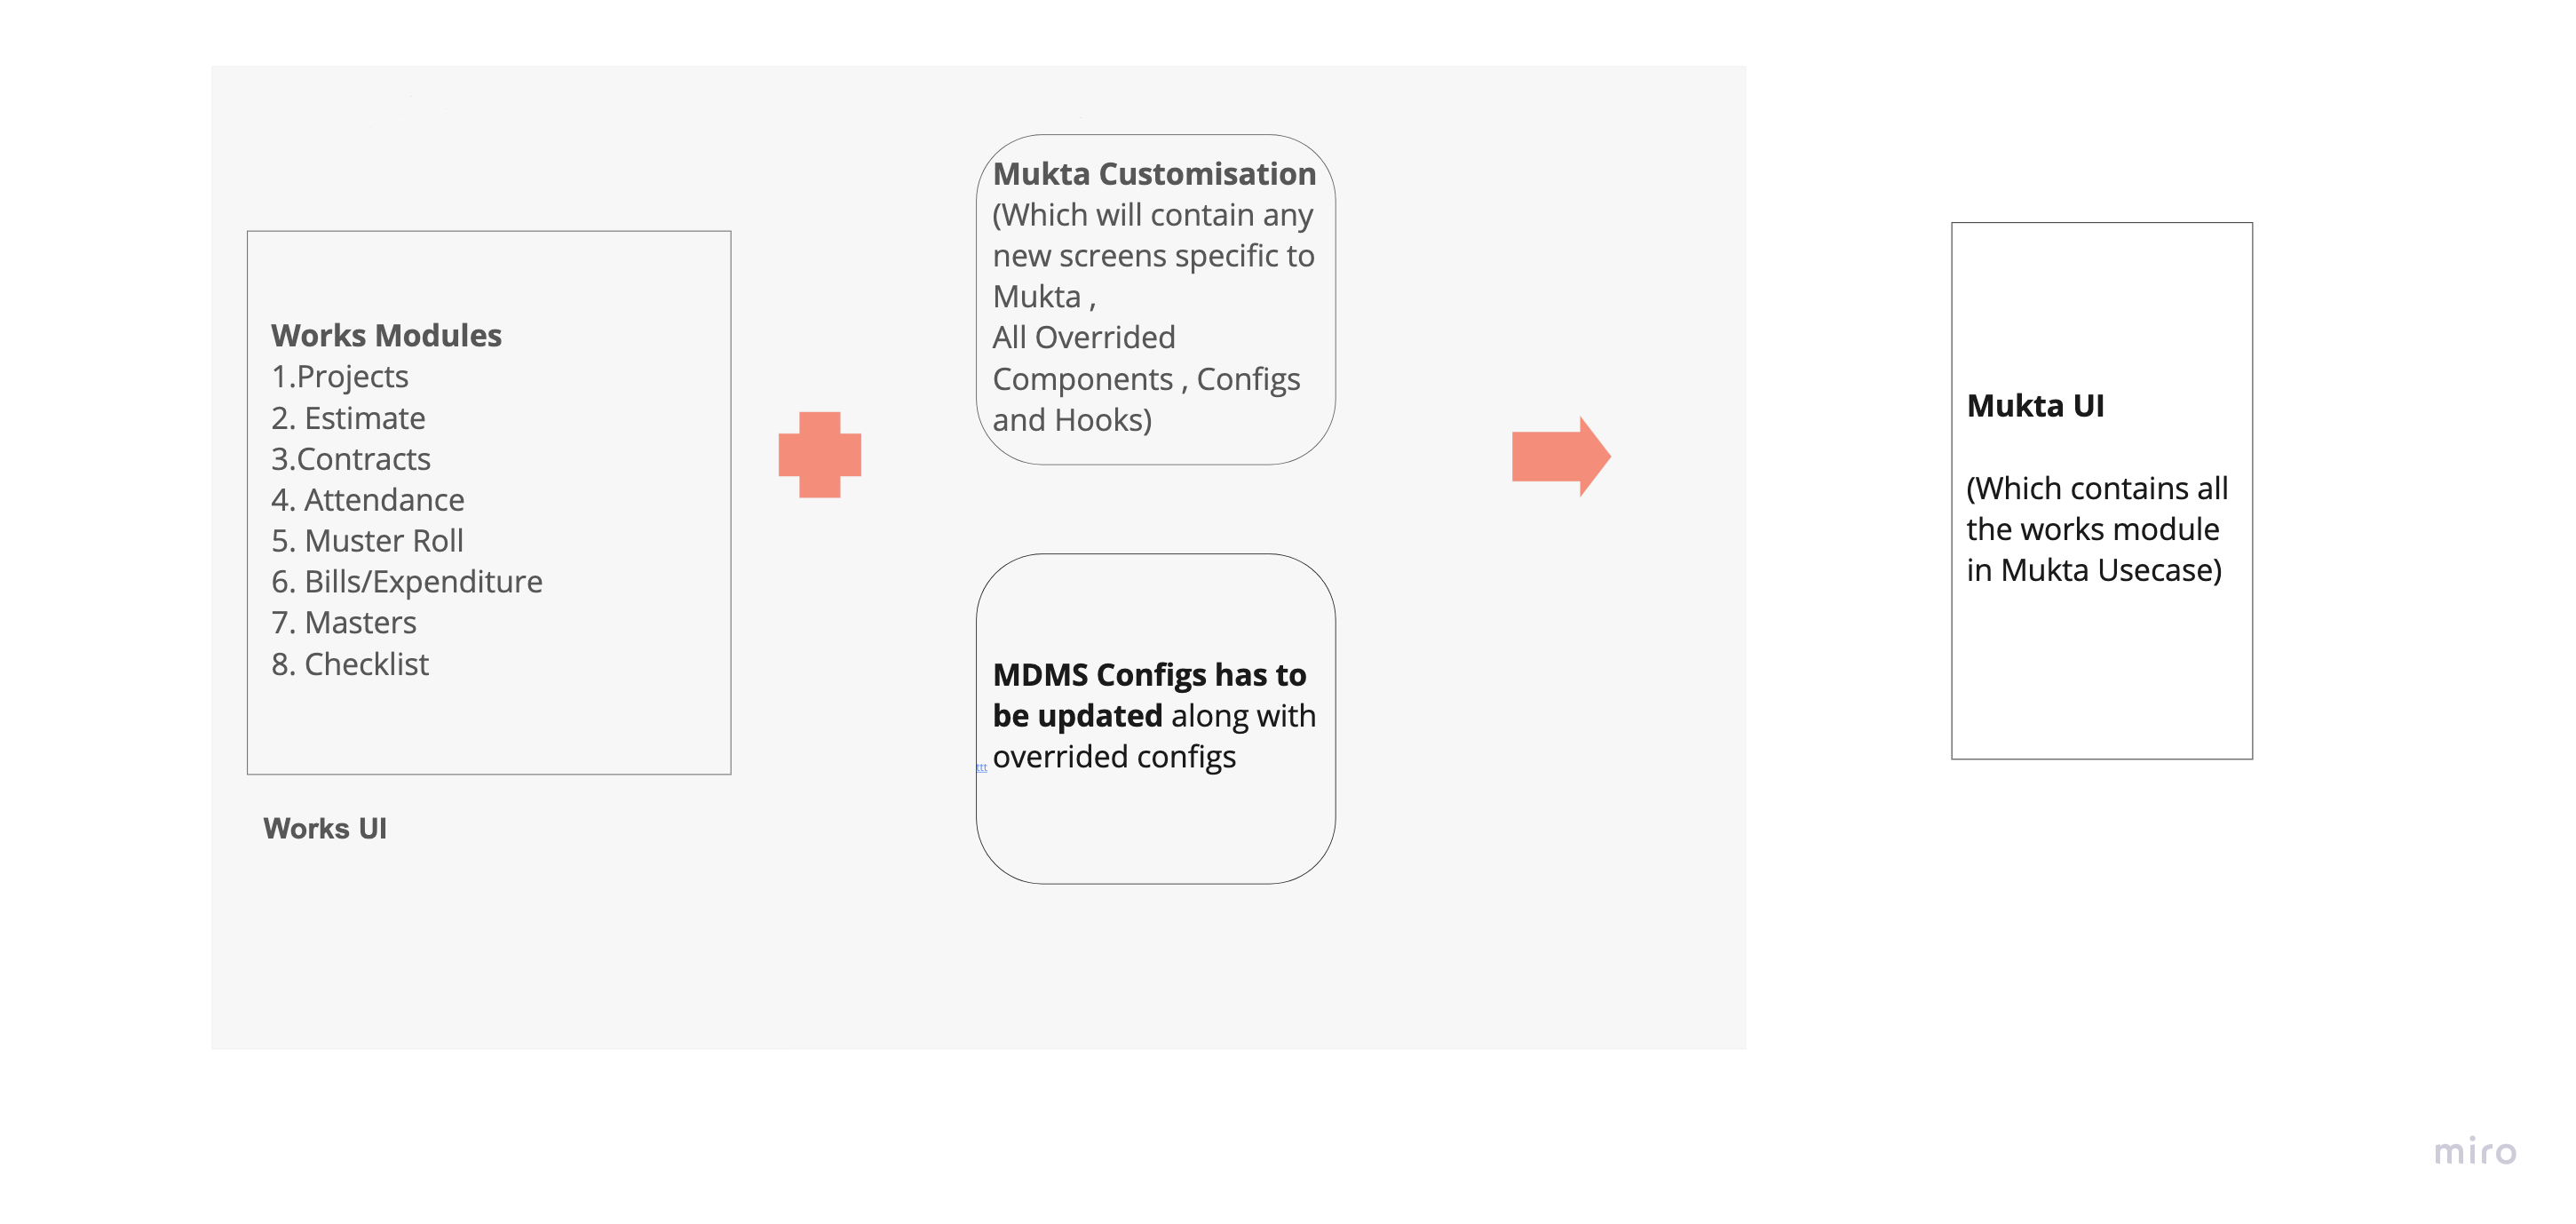 Works Modules
1.Projects
2. Estimate
3.Contracts
4. Attendance
5. Muster Roll
6. Bills/Expenditure
7. Masters
8. Checklist
Works UI
Mukta Customisation
(Which will contain any
new screens specific to
Mukta ,
All Overrided
Components , Configs
and Hooks)
MDMS Configs has to
be updated along with
overrided configs
ttt
Mukta UI
(Which contains all
the works module
in Mukta Usecase)
miro